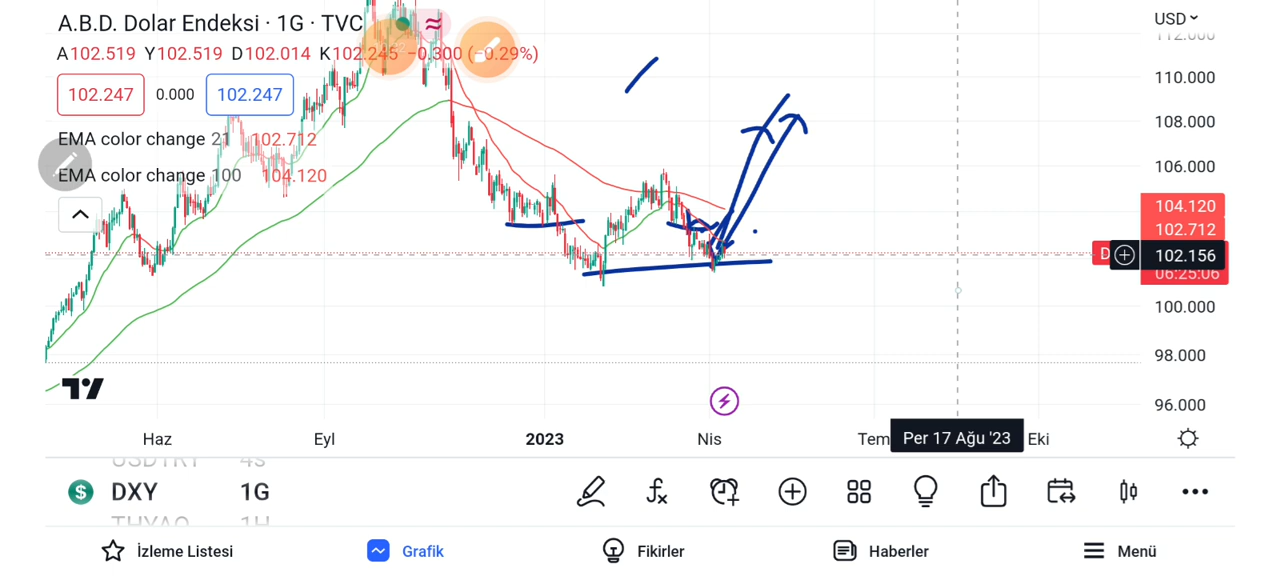 A.B.D. Dolar Endeksi · 1G · TVC
A102.519 Y102.519 D102.014 K102.245 −0.300 (−0.29%)
102.247 0.000 102.247
EMA color change 21 102.712
EMA color change 100 104.120
USD
112.000
110.000
108.000
106.000
104.120
102.712
D
102.156
06:25:06
100.000
98.000
96.000
Haz Eyl 2023 Nis Tem Per 17 Ağu '23 Eki
USDTRY 4s
$ DXY 1G
THYAO 1H
İzleme Listesi Grafik Fikirler Haberler Menü